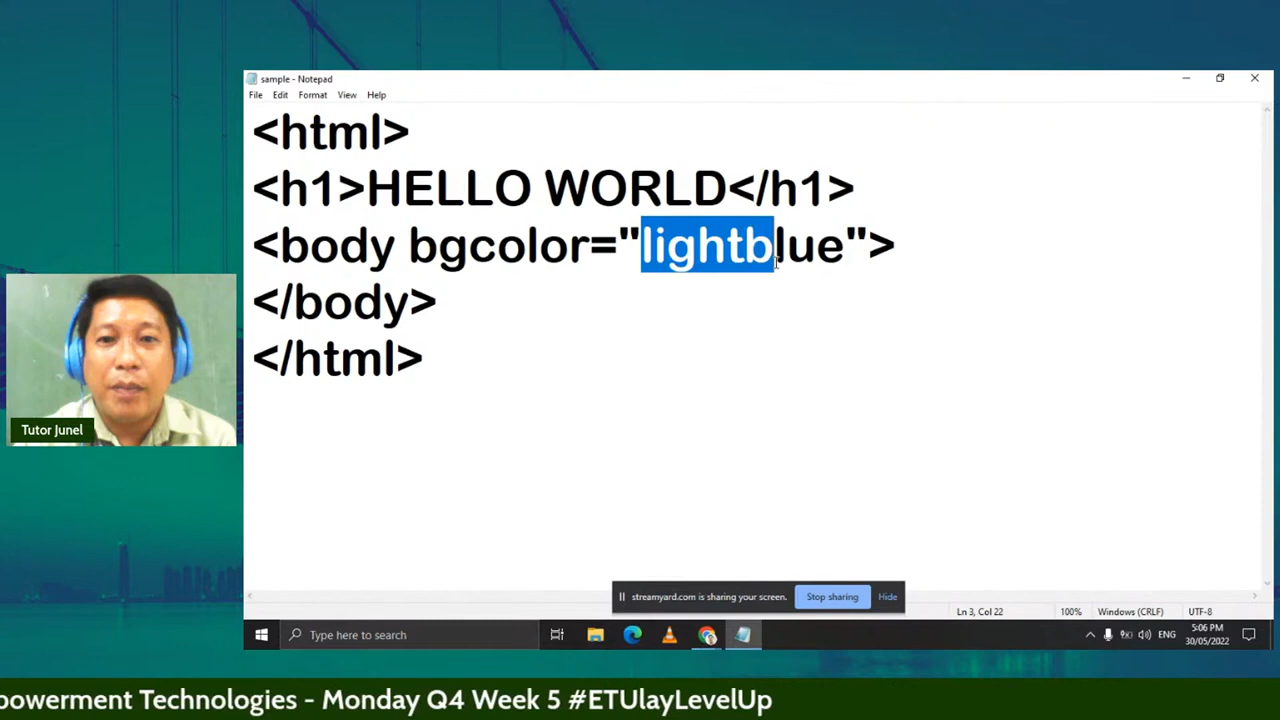 sample - Notepad
File Edit Format View Help
<html>
<h1>HELLO WORLD</h1>
<body bgcolor="lightblue">
</body>
</html>
Tutor Junel
streamyard.com is sharing your screen. Stop sharing Hide
Ln 3, Col 22 100% Windows (CRLF) UTF-8
Type here to search
ENG
5:06 PM
30/05/2022
powerment Technologies - Monday Q4 Week 5 #ETUlayLevelUp